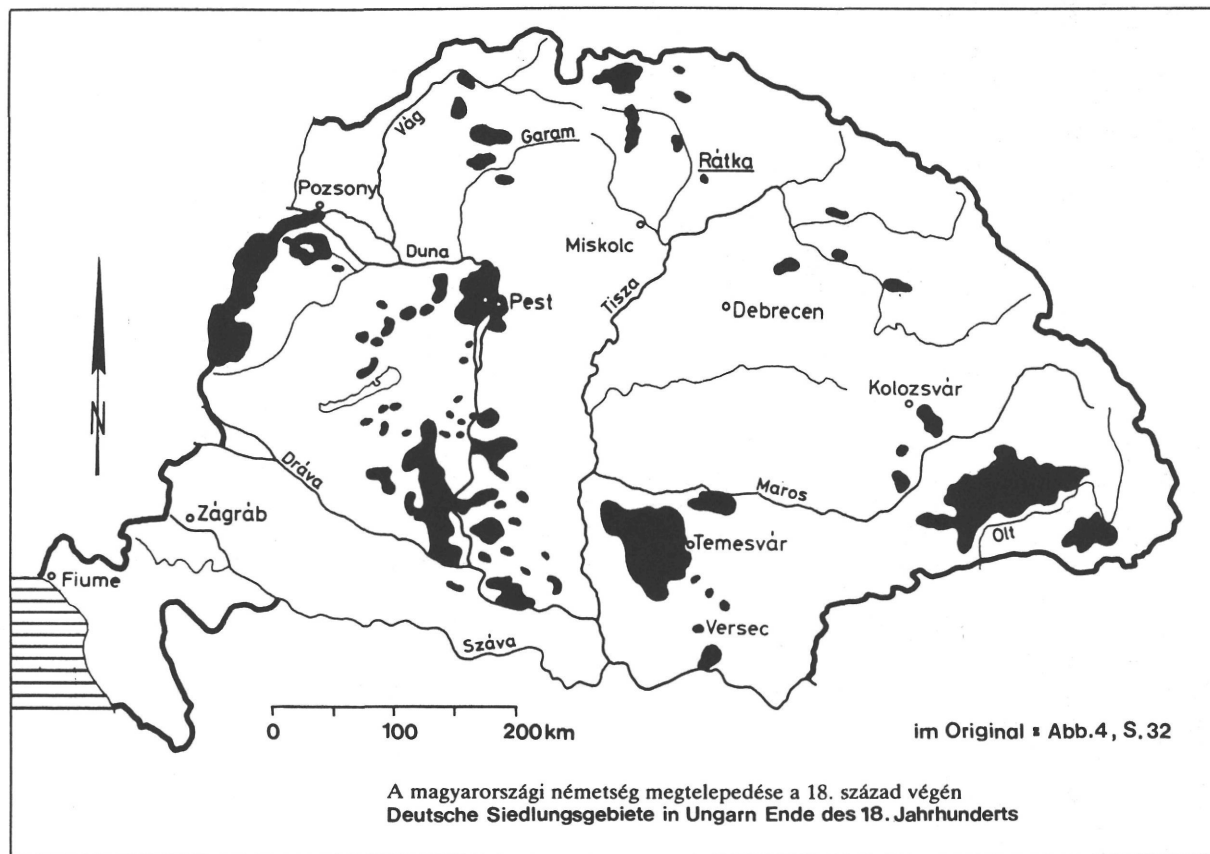 Vág
Garam
Rátka
Pozsony
Duna
Miskolc
Tisza
Pest
Debrecen
Kolozsvár
N
Dráva
Maros
Zágráb
Olt
Temesvár
Fiume
Versec
Száva
0 100 200 km
im Original = Abb.4, S.32
A magyarországi németség megtelepedése a 18. század végén
Deutsche Siedlungsgebiete in Ungarn Ende des 18. Jahrhunderts